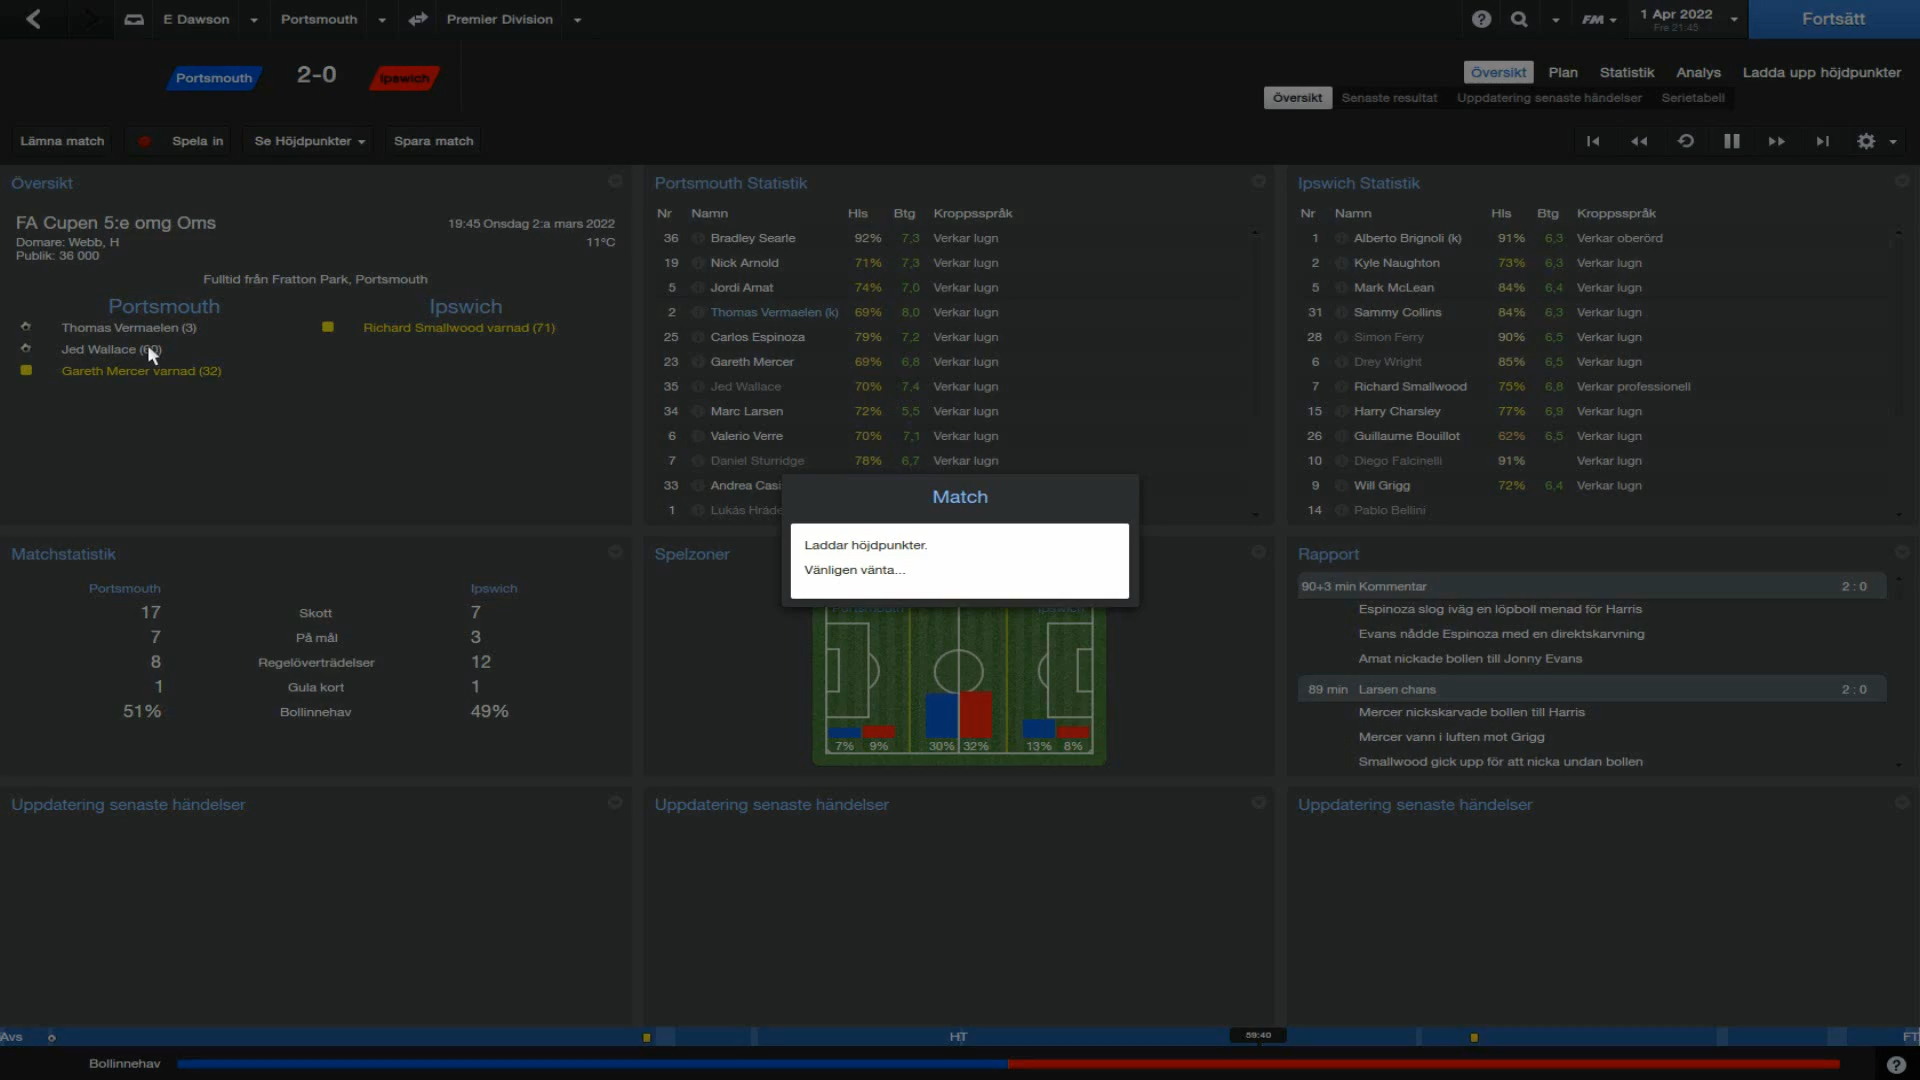 E Dawson Portsmouth Premier Division FM 1 Apr 2022 Fortsätt
Fre 21:45
Portsmouth 2-0 Ipswich
Översikt Plan Statistik Analys Ladda upp höjdpunkter
Översikt Senaste resultat Uppdatering senaste händelser Serietabell
Lämna match Spela in Se Höjdpunkter Spara match
Översikt
FA Cupen 5:e omg Oms 19:45 Onsdag 2:a mars 2022
Domare: Webb, H 11°C
Publik: 36 000
Fulltid från Fratton Park, Portsmouth
Portsmouth Ipswich
Thomas Vermaelen (3) Richard Smallwood varnad (71)
Jed Wallace
Gareth Mercer varnad (32)
Portsmouth Statistik
Nr Namn Hls Btg Kroppsspråk
36 Bradley Searle 92% 7,3 Verkar lugn
19 Nick Arnold 71% 7,3 Verkar lugn
5 Jordi Amat 74% 7,0 Verkar lugn
2 Thomas Vermaelen (k) 69% 8,0 Verkar lugn
25 Carlos Espinoza 79% 7,2 Verkar lugn
23 Gareth Mercer 69% 6,8 Verkar lugn
35 Jed Wallace 70% 7,4 Verkar lugn
34 Marc Larsen 72% 5,5 Verkar lugn
6 Valerio Verre 70% 7,1 Verkar lugn
7 Daniel Sturridge 78% 6,7 Verkar lugn
33 Andrea Casi
1 Lukás Hräde
Ipswich Statistik
Nr Namn Hls Btg Kroppsspråk
1 Alberto Brignoli (k) 91% 6,3 Verkar oberörd
2 Kyle Naughton 73% 6,3 Verkar lugn
5 Mark McLean 84% 6,4 Verkar lugn
31 Sammy Collins 84% 6,3 Verkar lugn
28 Simon Ferry 90% 6,5 Verkar lugn
6 Drey Wright 85% 6,5 Verkar lugn
7 Richard Smallwood 75% 6,8 Verkar professionell
15 Harry Charsley 77% 6,9 Verkar lugn
26 Guillaume Bouillot 62% 6,5 Verkar lugn
10 Diego Falcinelli 91% Verkar lugn
9 Will Grigg 72% 6,4 Verkar lugn
14 Pablo Bellini
Match
Laddar höjdpunkter.
Vänligen vänta...
Matchstatistik
Portsmouth Ipswich
17 Skott 7
7 På mål 3
8 Regelöverträdelser 12
1 Gula kort 1
51% Bollinnehav 49%
Spelzoner
Portsmouth Ipswich
7% 9% 30% 32% 13% 8%
Rapport
90+3 min Kommentar 2 : 0
Espinoza slog iväg en löpboll menad för Harris
Evans nådde Espinoza med en direktskarvning
Amat nickade bollen till Jonny Evans
89 min Larsen chans 2 : 0
Mercer nickskarvade bollen till Harris
Mercer vann i luften mot Grigg
Smallwood gick upp för att nicka undan bollen
Uppdatering senaste händelser Uppdatering senaste händelser Uppdatering senaste händelser
Avs HT 59:40 FT
Bollinnehav